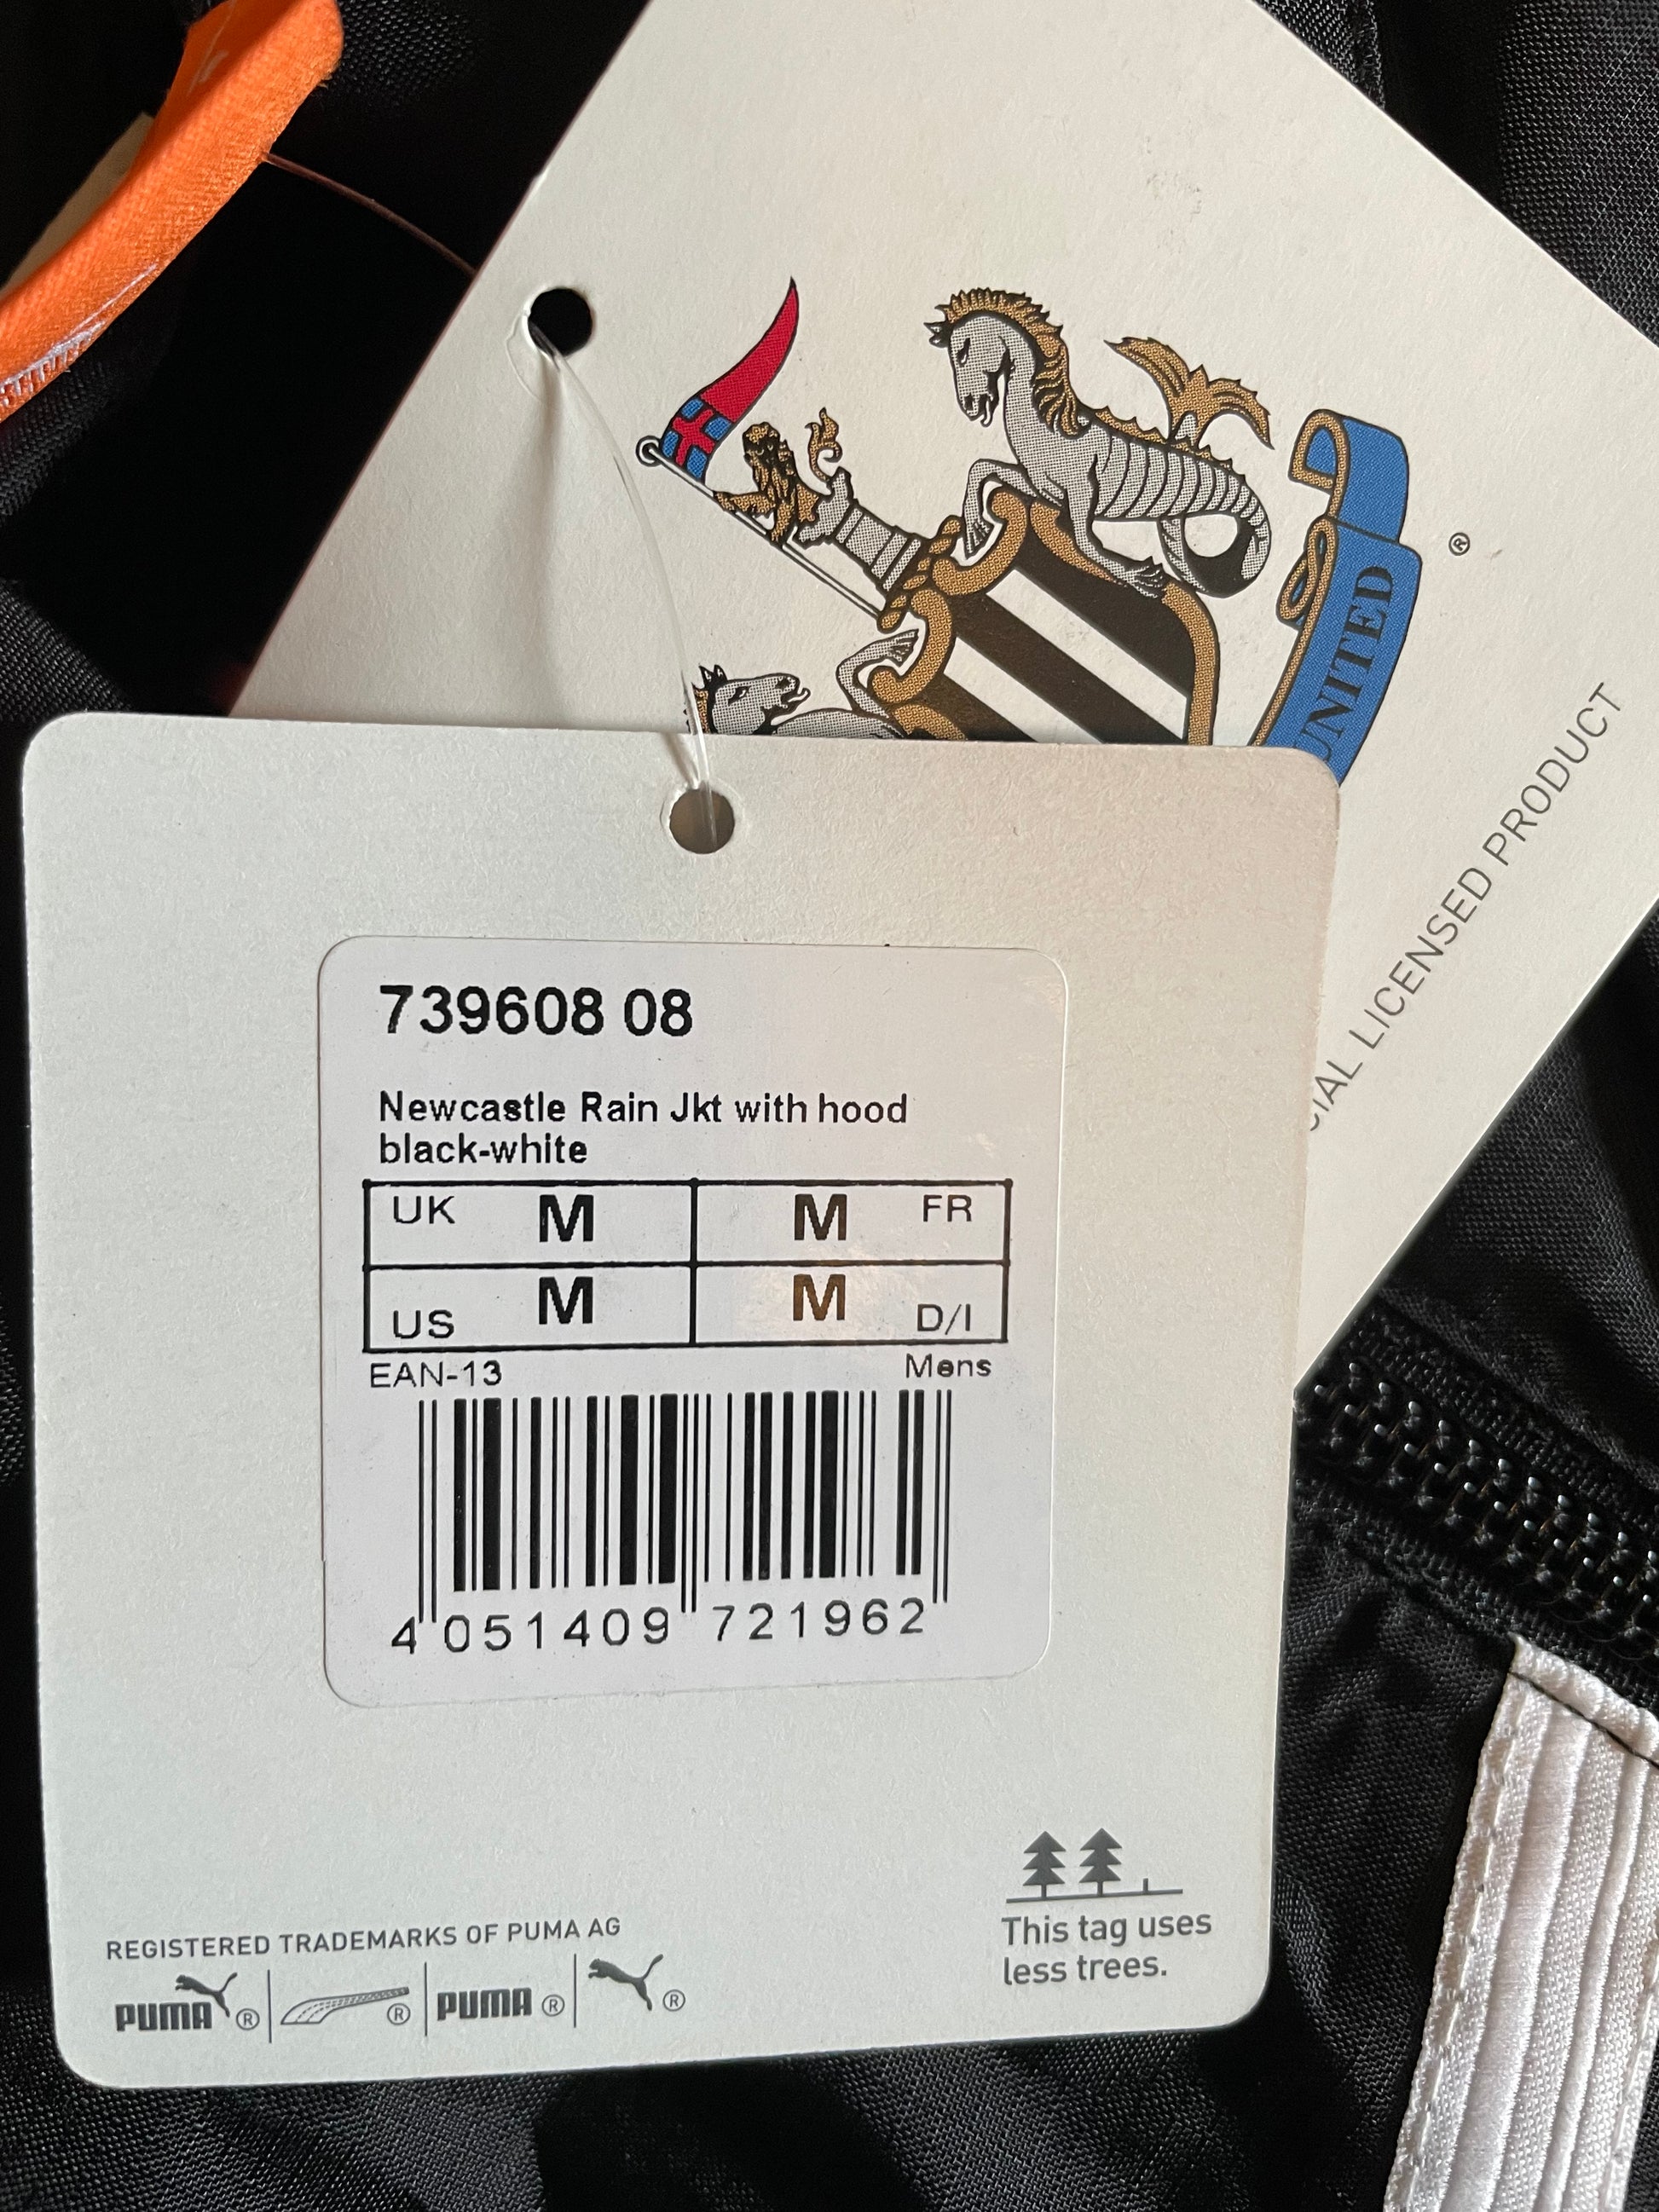 UNITED
®
LICENSED PRODUCT
739608 08
Newcastle Rain Jkt with hood
black-white
UK M M FR
US M M D/I
EAN-13 Mens
4 051409 721962
REGISTERED TRADEMARKS OF PUMA AG
PUMA ® ® PUMA ® ®
This tag uses
less trees.